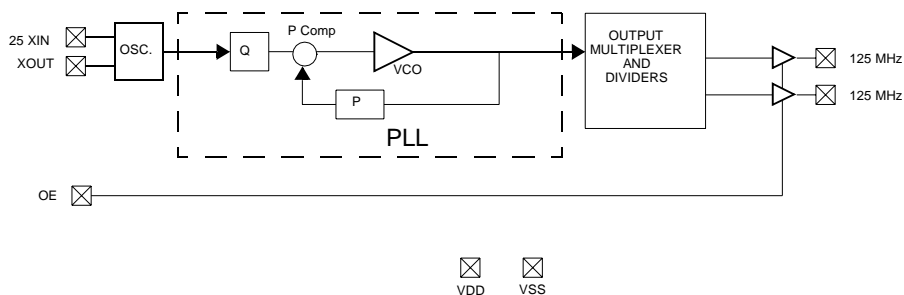 25 XIN
XOUT
OSC.
Q
P Comp
VCO
P
PLL
OUTPUT
MULTIPLEXER
AND
DIVIDERS
125 MHz
125 MHz
OE
VDD
VSS